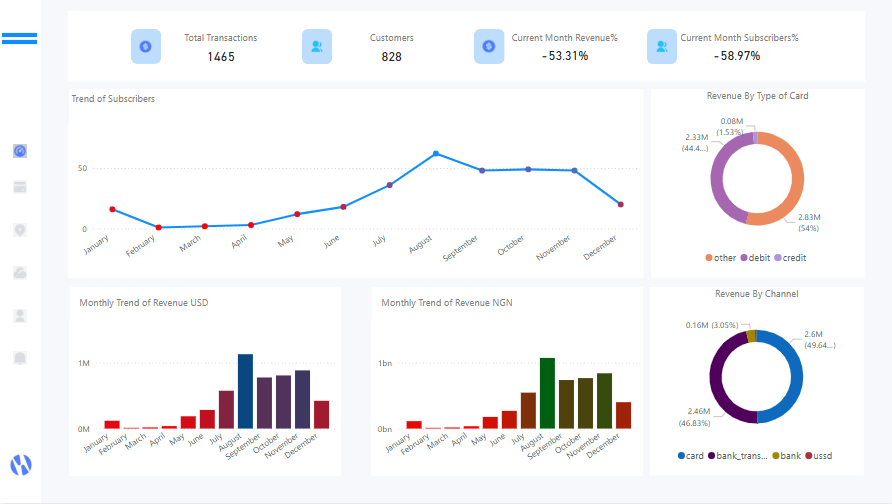 Total Transactions
1465
Customers
828
Current Month Revenue%
-53.31%
Current Month Subscribers%
-58.97%
Trend of Subscribers
50
0
January
February
March
April
May
June
July
August
September
October
November
December
Revenue By Type of Card
0.08M
(1.53%)
2.33M
(44.4...)
2.83M
(54%)
other debit credit
Monthly Trend of Revenue USD
1M
0M
January
February
March
April
May
June
July
August
September
October
November
December
Monthly Trend of Revenue NGN
1bn
0bn
January
February
March
April
May
June
July
August
September
October
November
December
Revenue By Channel
0.16M (3.05%)
2.6M
(49.64...)
2.46M
(46.83%)
card bank_trans... bank ussd